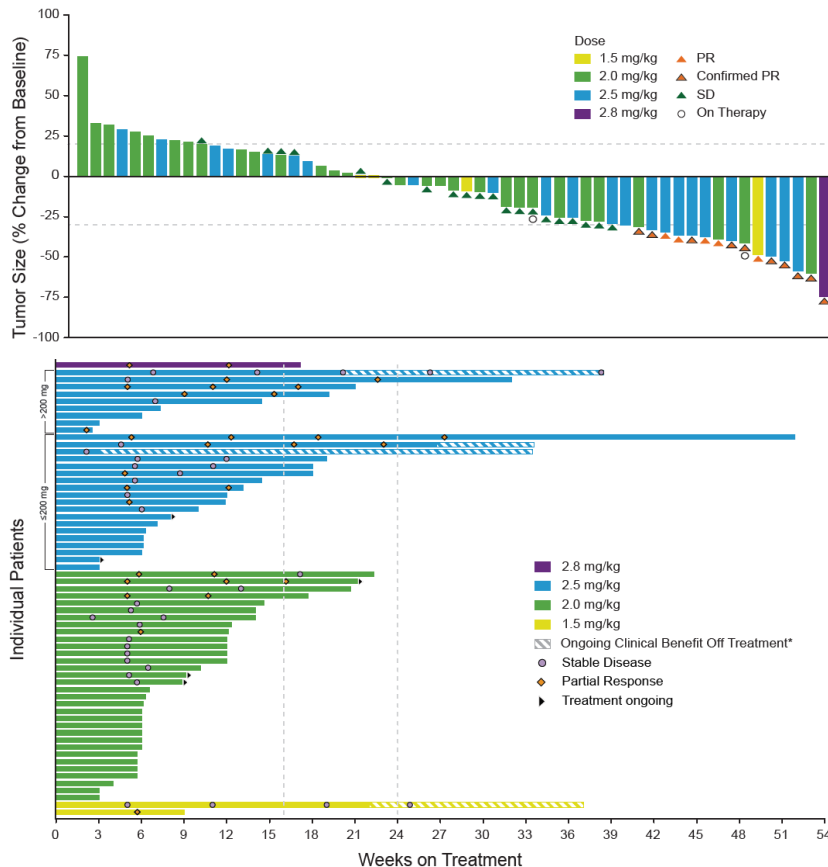 100
75
50
25
0
-25
-50
-75
-100
Tumor Size (% Change from Baseline)
Dose
1.5 mg/kg
2.0 mg/kg
2.5 mg/kg
2.8 mg/kg
PR
Confirmed PR
SD
On Therapy
Individual Patients
>200 mg
≤200 mg
2.8 mg/kg
2.5 mg/kg
2.0 mg/kg
1.5 mg/kg
Ongoing Clinical Benefit Off Treatment*
Stable Disease
Partial Response
Treatment ongoing
0 3 6 9 12 15 18 21 24 27 30 33 36 39 42 45 48 51 54
Weeks on Treatment